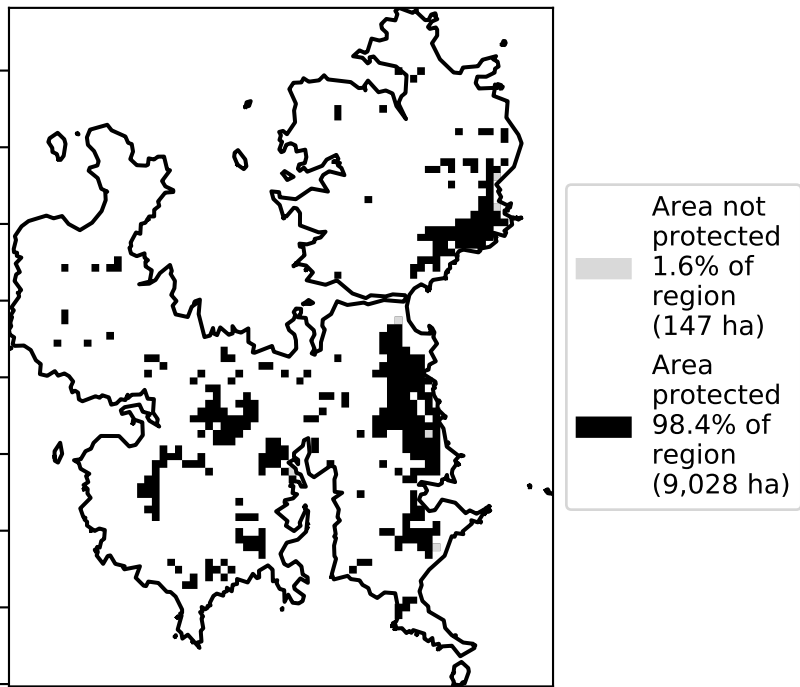 Area not
protected
1.6% of
region
(147 ha)
Area
protected
98.4% of
region
(9,028 ha)